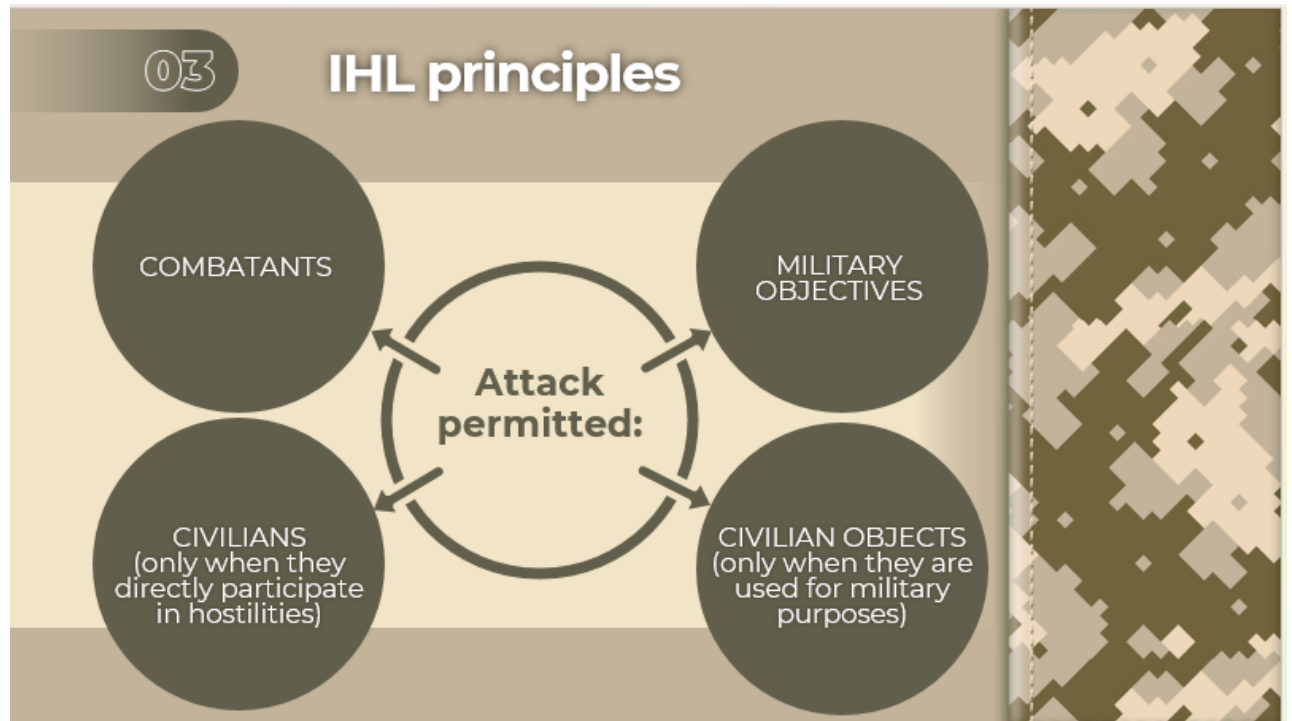 03
IHL principles
COMBATANTS
MILITARY
OBJECTIVES
Attack
permitted:
CIVILIANS
(only when they
directly participate
in hostilities)
CIVILIAN OBJECTS
(only when they are
used for military
purposes)